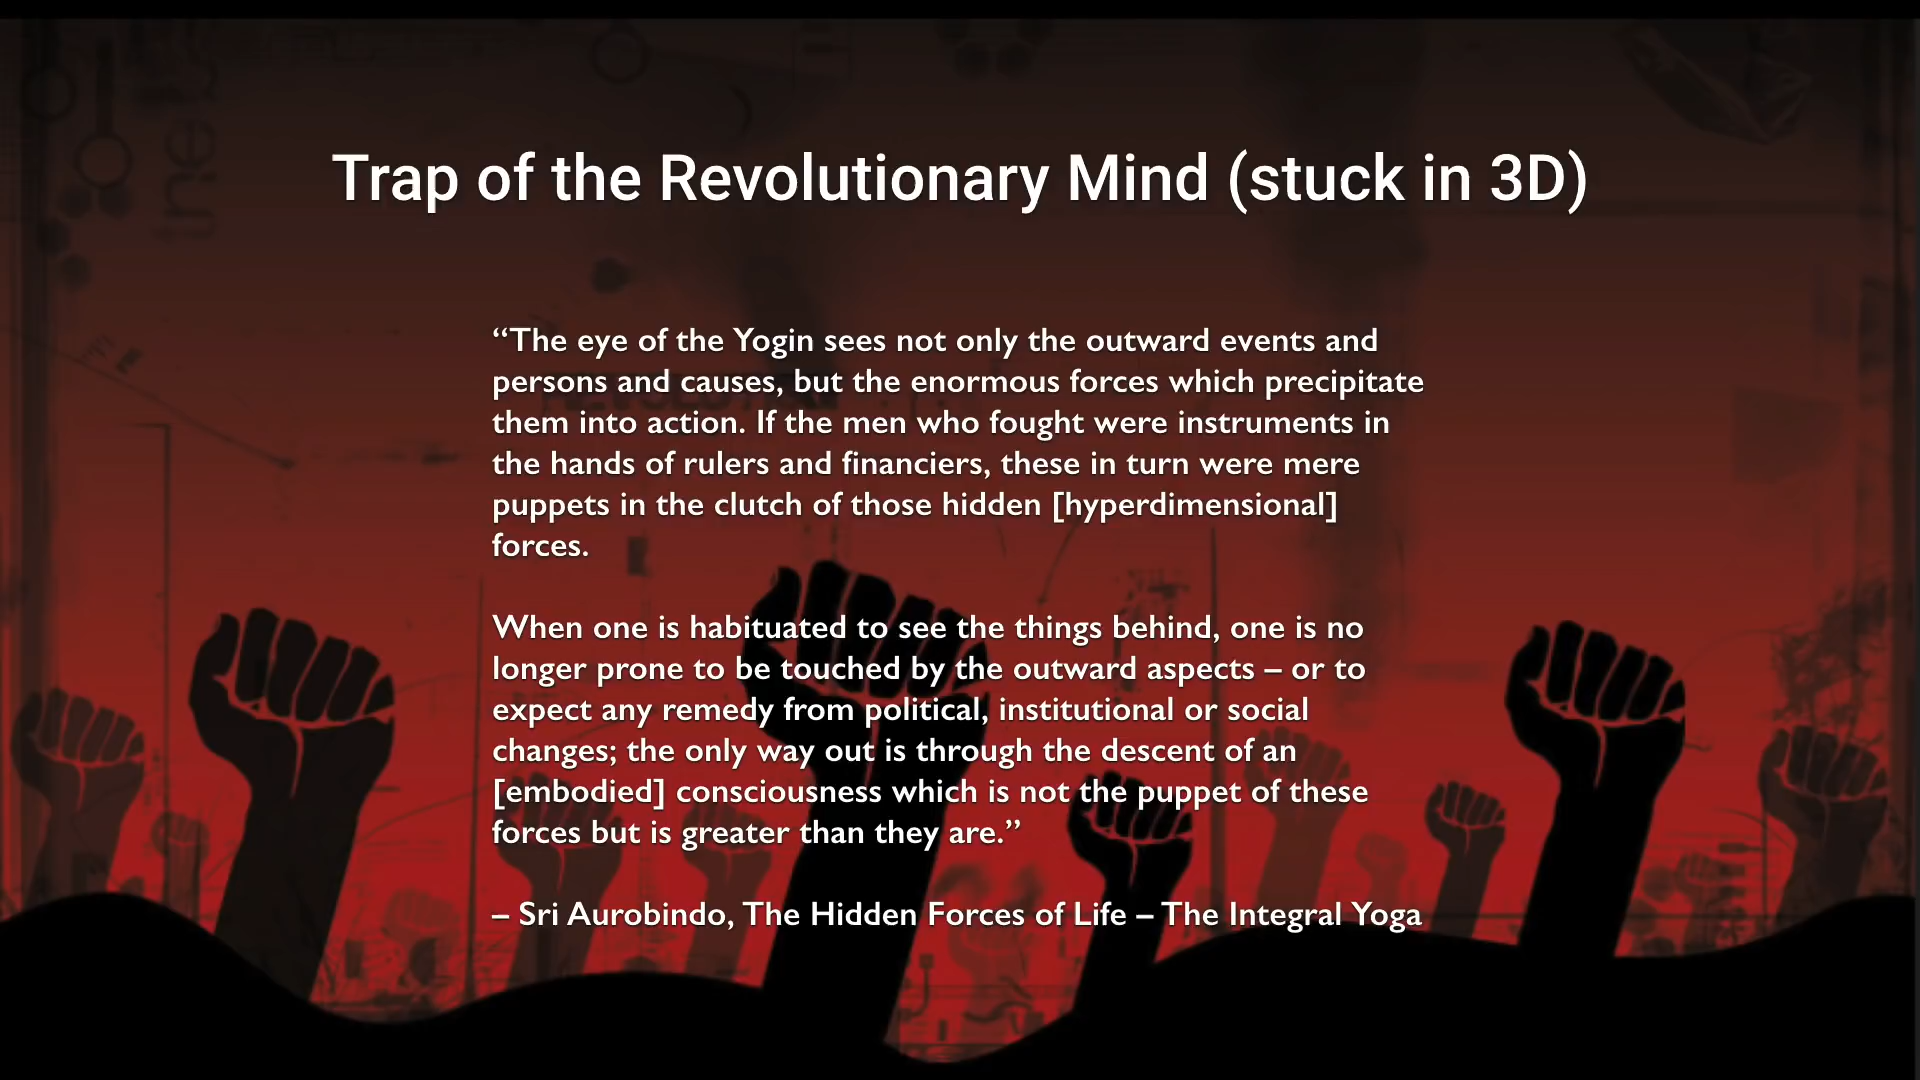 Trap of the Revolutionary Mind (stuck in 3D)
“The eye of the Yogin sees not only the outward events and
persons and causes, but the enormous forces which precipitate
them into action. If the men who fought were instruments in
the hands of rulers and financiers, these in turn were mere
puppets in the clutch of those hidden [hyperdimensional]
forces.
When one is habituated to see the things behind, one is no
longer prone to be touched by the outward aspects – or to
expect any remedy from political, institutional or social
changes; the only way out is through the descent of an
[embodied] consciousness which is not the puppet of these
forces but is greater than they are.”
– Sri Aurobindo, The Hidden Forces of Life – The Integral Yoga